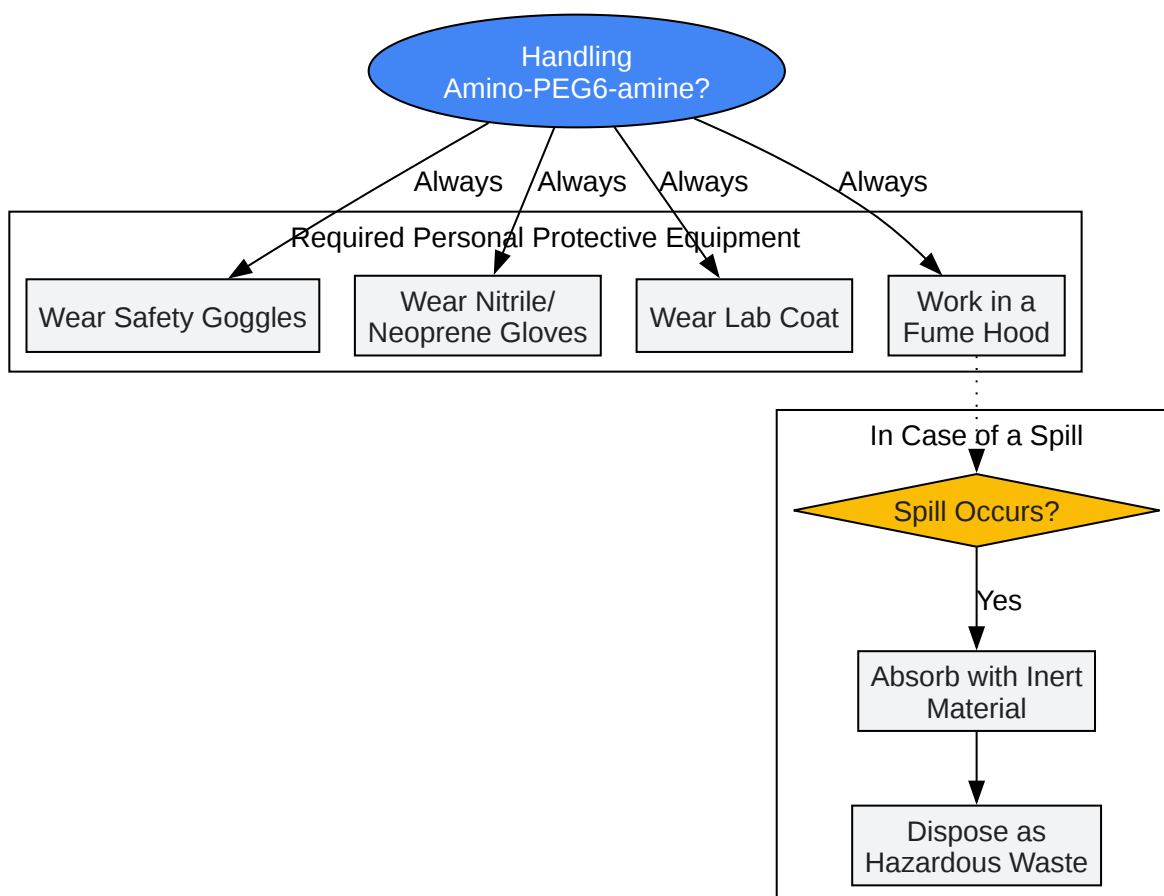 Handling
Amino-PEG6-amine?
Always
Always
Always
Always
Required Personal Protective Equipment
Wear Safety Goggles
Wear Nitrile/
Neoprene Gloves
Wear Lab Coat
Work in a
Fume Hood
In Case of a Spill
Spill Occurs?
Yes
Absorb with Inert
Material
Dispose as
Hazardous Waste